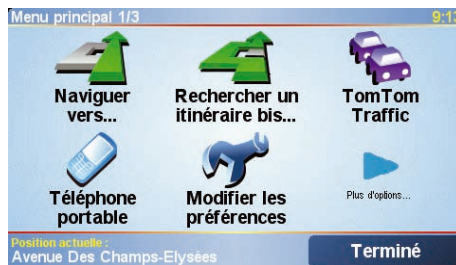 Menu principal 1/3
9:13
Naviguer
vers...
Rechercher un
itinéraire bis...
TomTom
Traffic
Téléphone
portable
Modifier les
préférences
Plus d'options...
Position actuelle :
Avenue Des Champs-Elysées
Terminé